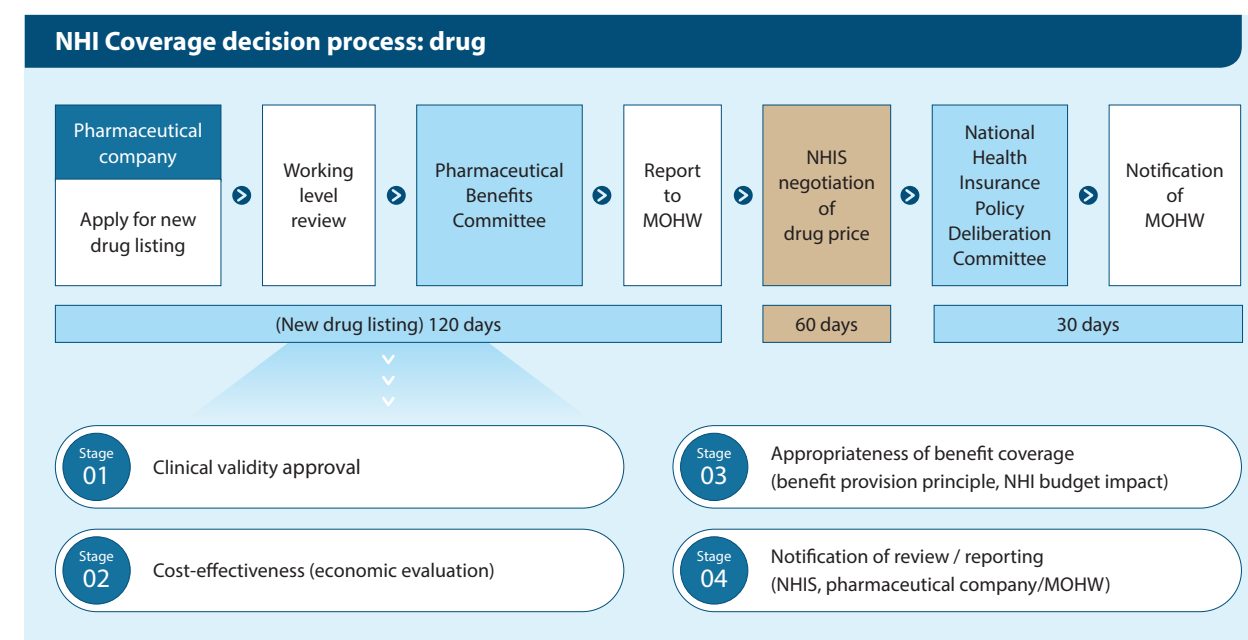 NHI Coverage decision process: drug
Pharmaceutical
company
Apply for new
drug listing
Working
level
review
Pharmaceutical
Benefits
Committee
Report
to
MOHW
NHIS
negotiation
of
drug price
National
Health
Insurance
Policy
Deliberation
Committee
Notification
of
MOHW
(New drug listing) 120 days
60 days
30 days
Stage
01
Clinical validity approval
Stage
02
Cost-effectiveness (economic evaluation)
Stage
03
Appropriateness of benefit coverage
(benefit provision principle, NHI budget impact)
Stage
04
Notification of review / reporting
(NHIS, pharmaceutical company/MOHW)